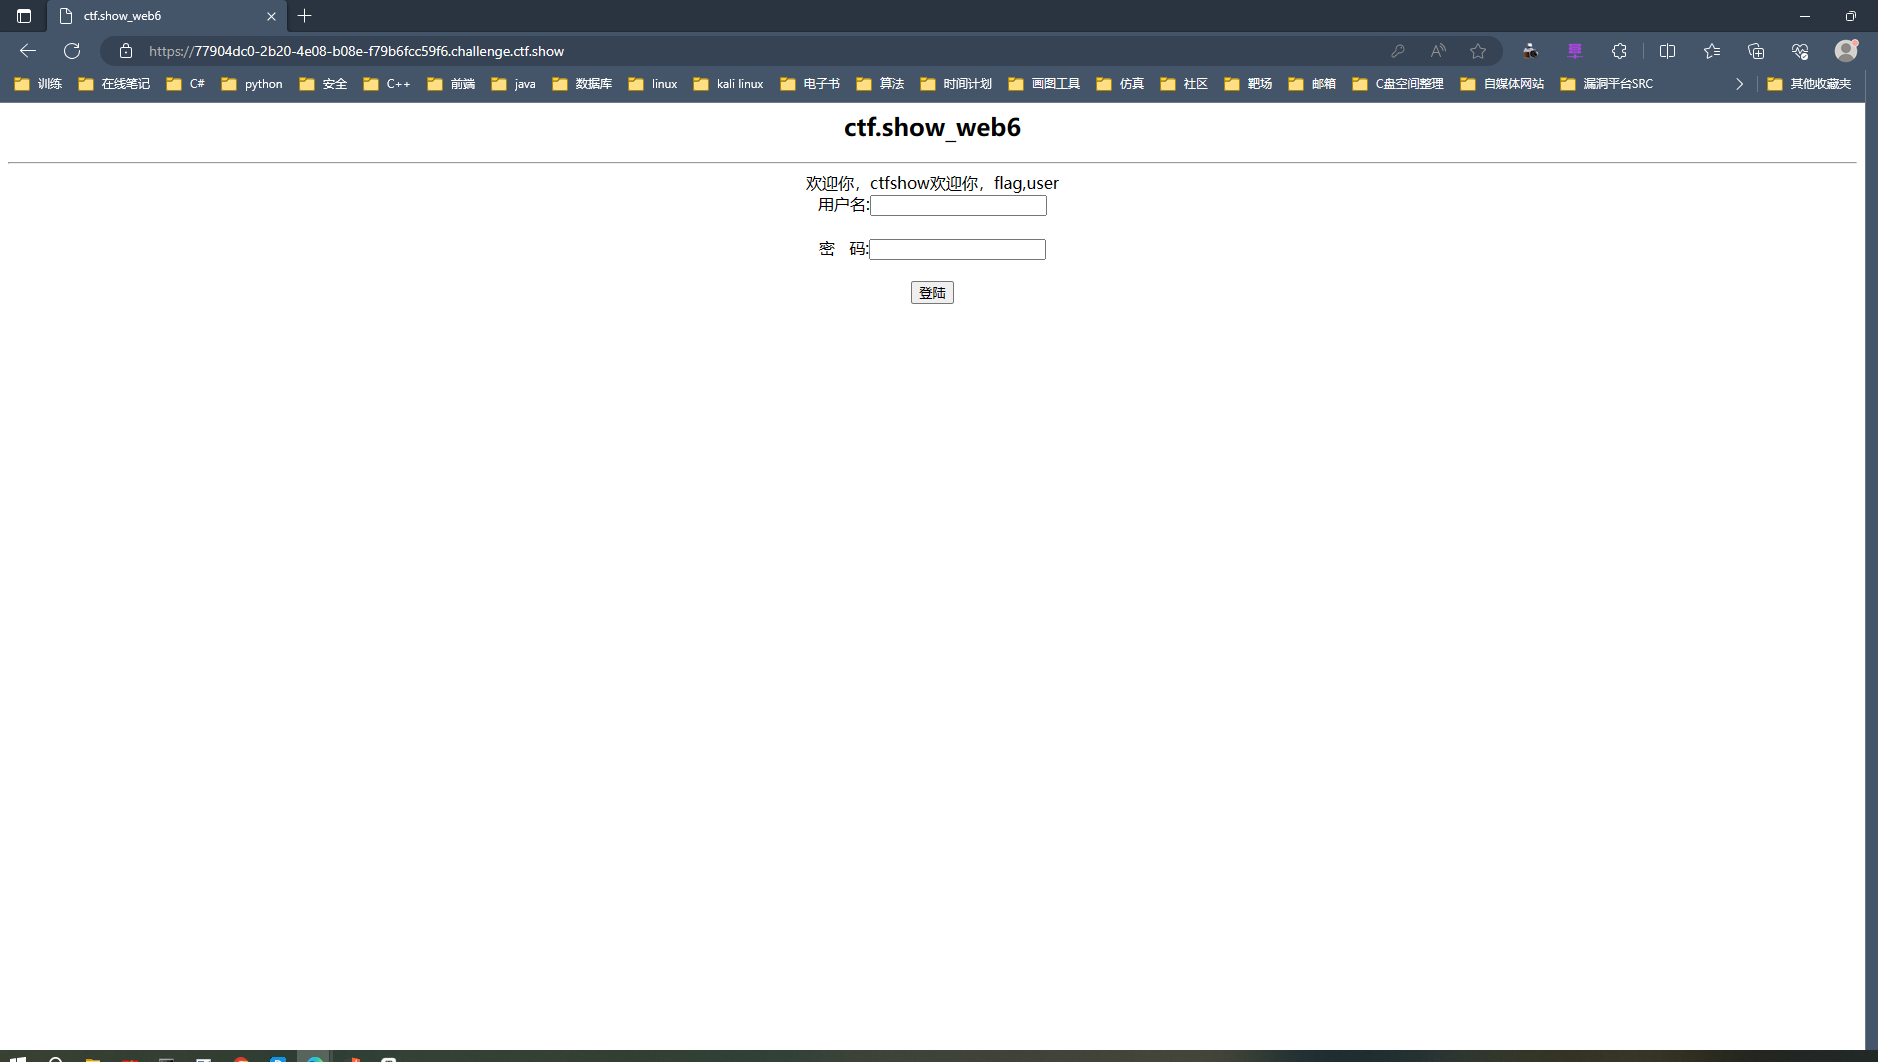 ctf.show_web6
https://77904dc0-2b20-4e08-b08e-f79b6fcc59f6.challenge.ctf.show
训练 在线笔记 C# python 安全 C++ 前端 java 数据库 linux kali linux 电子书 算法 时间计划 画图工具 仿真 社区 靶场 邮箱 C盘空间整理 自媒体网站 漏洞平台SRC 其他收藏夹
ctf.show_web6
欢迎你，ctfshow欢迎你，flag,user
用户名:
密 码:
登陆